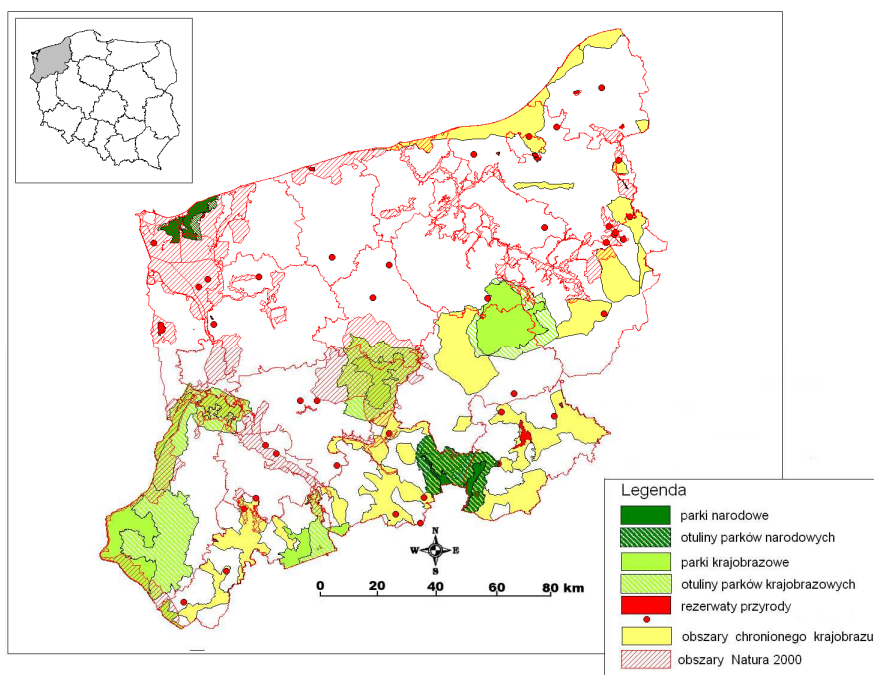 N
W E
S
0 20 40 60 80 km
Legenda
parki narodowe
otuliny parków narodowych
parki krajobrazowe
otuliny parków krajobrazowych
rezerwaty przyrody
obszary chronionego krajobrazu
obszary Natura 2000